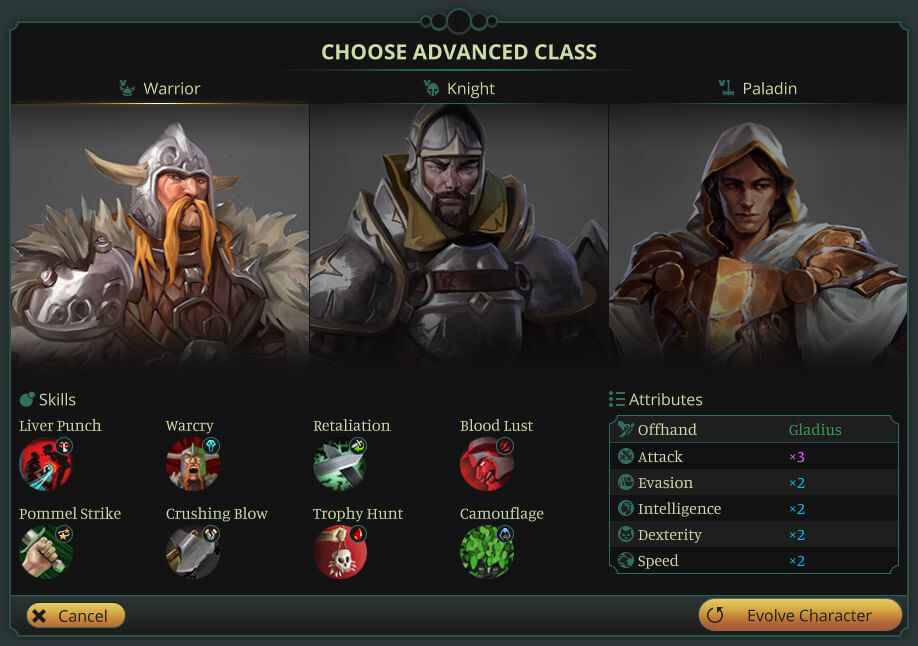 CHOOSE ADVANCED CLASS
Warrior Knight Paladin
Skills Attributes
Liver Punch Warcry Retaliation Blood Lust
Offhand Gladius
Attack ×3
Evasion ×2
Intelligence ×2
Pommel Strike Crushing Blow Trophy Hunt Camouflage
Dexterity ×2
Speed ×2
Cancel Evolve Character